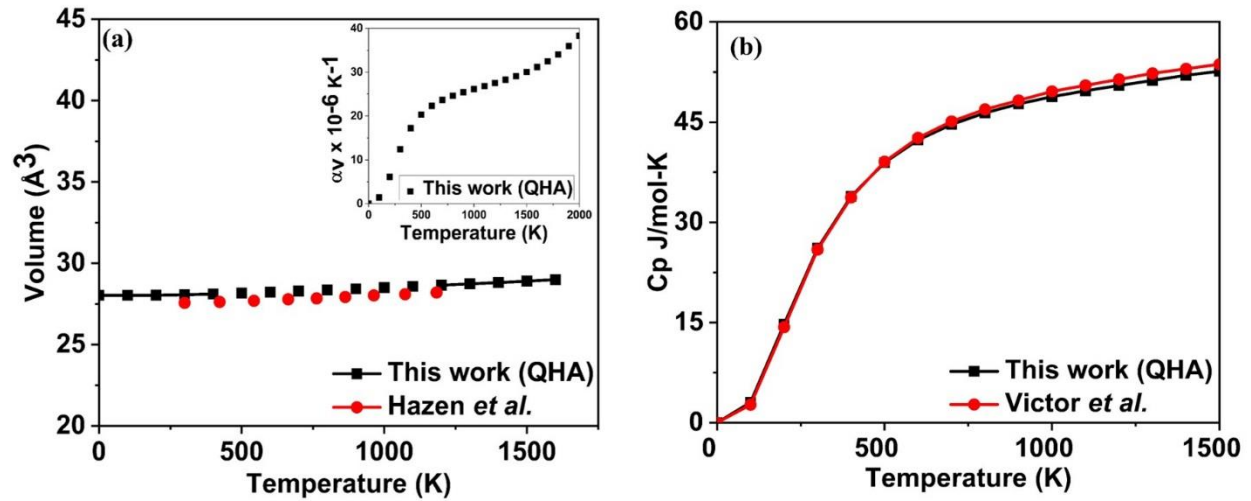 (a)
Volume (Å3)
45
40
35
30
25
20
0
500
1000
1500
Temperature (K)
This work (QHA)
Hazen et al.
αv x 10-6 K-1
40
30
20
10
0
0
500
1000
1500
2000
Temperature (K)
This work (QHA)
(b)
Cp J/mol-K
60
45
30
15
0
0
500
1000
1500
Temperature (K)
This work (QHA)
Victor et al.